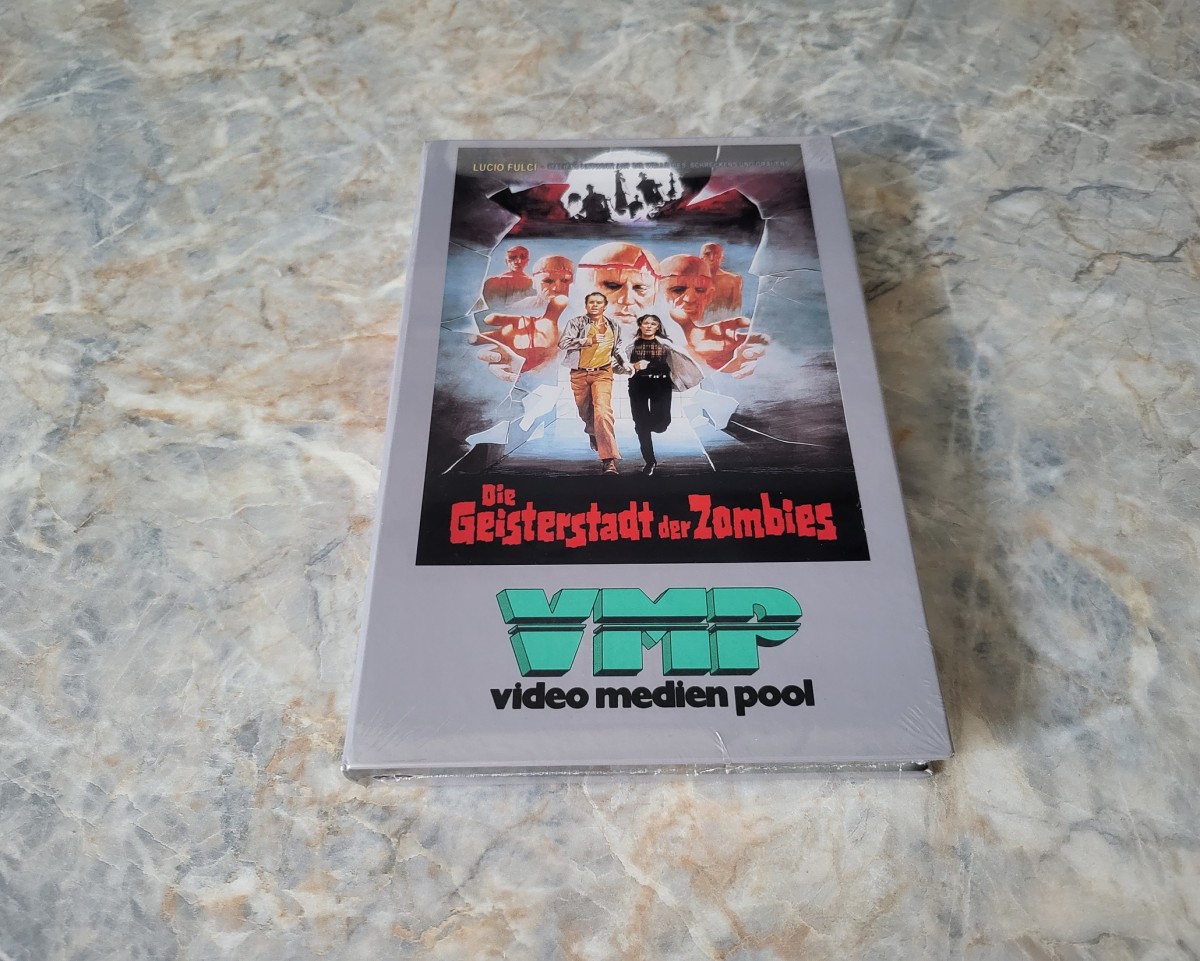 LUCIO FULCI
Die
Geisterstadt der Zombies
VMP
video medien pool